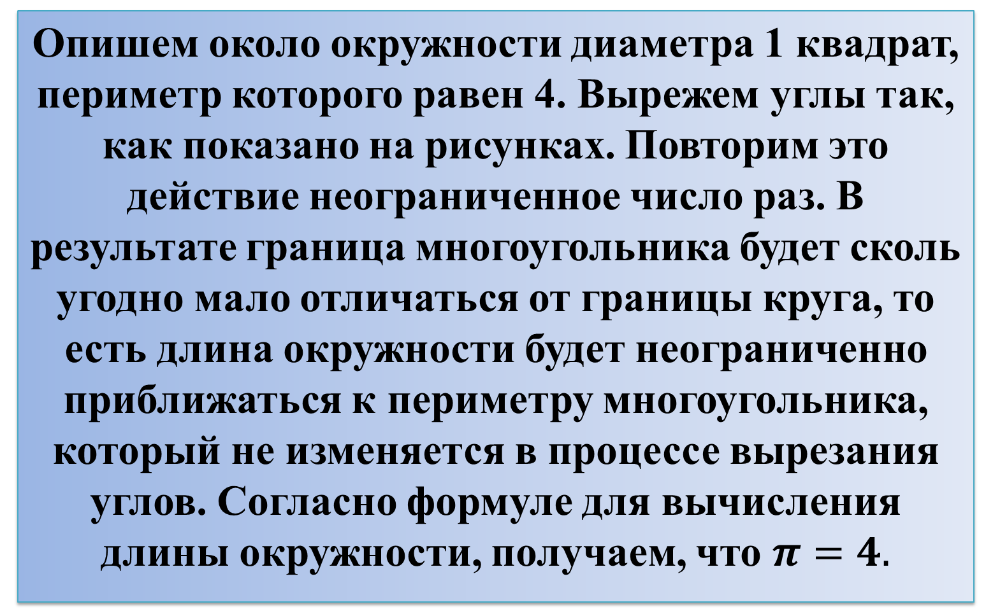 Опишем около окружности диаметра 1 квадрат,
периметр которого равен 4. Вырежем углы так,
как показано на рисунках. Повторим это
действие неограниченное число раз. В
результате граница многоугольника будет сколь
угодно мало отличаться от границы круга, то
есть длина окружности будет неограниченно
приближаться к периметру многоугольника,
который не изменяется в процессе вырезания
углов. Согласно формуле для вычисления
длины окружности, получаем, что 𝝅 = 𝟒.